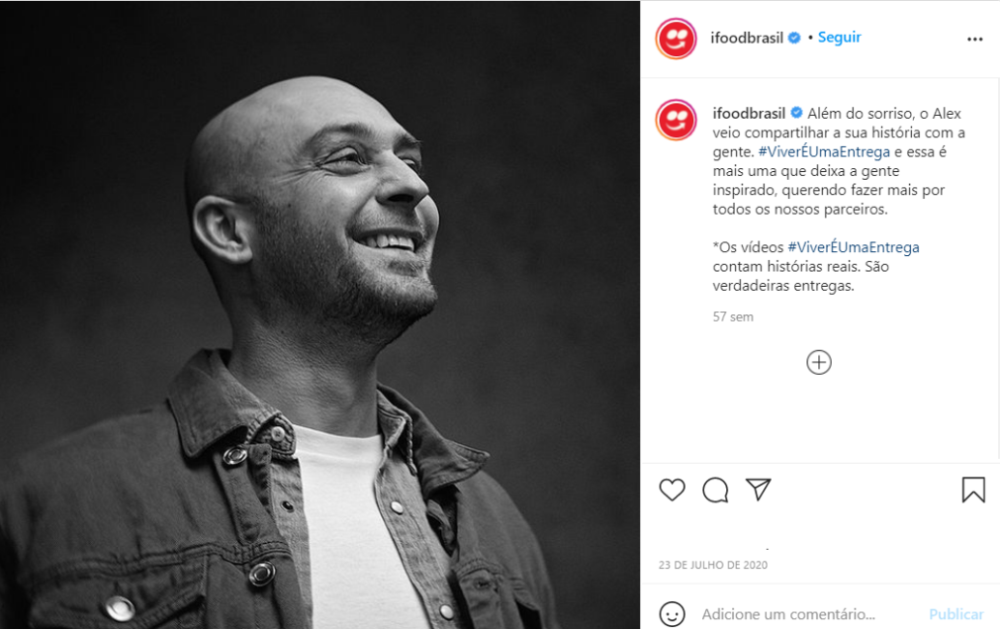 ifoodbrasil • Seguir
ifoodbrasil Além do sorriso, o Alex
veio compartilhar a sua história com a
gente. #ViverÉUmaEntrega e essa é
mais uma que deixa a gente
inspirado, querendo fazer mais por
todos os nossos parceiros.
*Os vídeos #ViverÉUmaEntrega
contam histórias reais. São
verdadeiras entregas.
57 sem
23 DE JULHO DE 2020
Adicione um comentário... Publicar